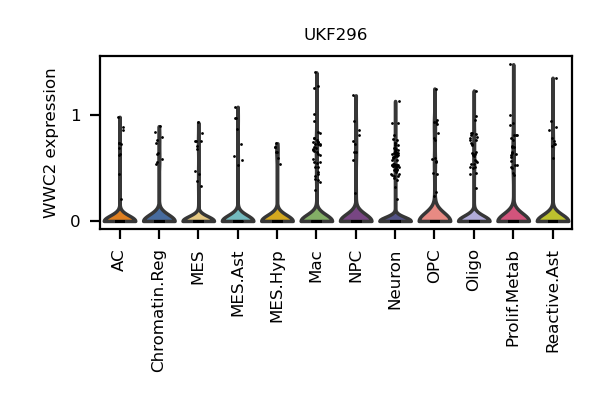 UKF296
WWC2 expression
1
0
AC
Chromatin.Reg
MES
MES.Ast
MES.Hyp
Mac
NPC
Neuron
OPC
Oligo
Prolif.Metab
Reactive.Ast